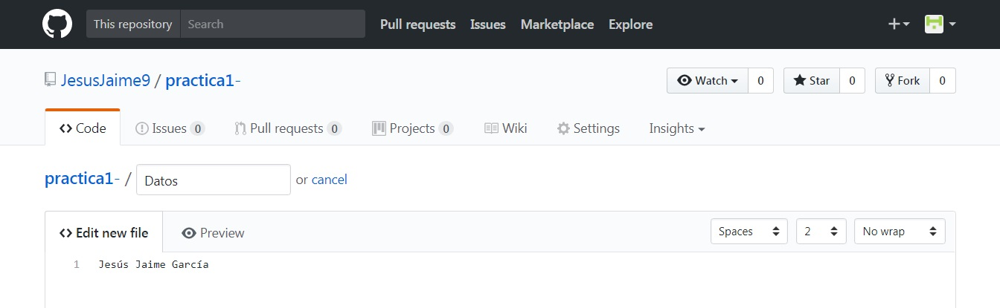 This repository Search Pull requests Issues Marketplace Explore
JesusJaime9 / practica1- Watch 0 Star 0 Fork 0
Code Issues 0 Pull requests 0 Projects 0 Wiki Settings Insights
practica1- / Datos or cancel
Edit new file Preview Spaces 2 No wrap
1 Jesús Jaime García